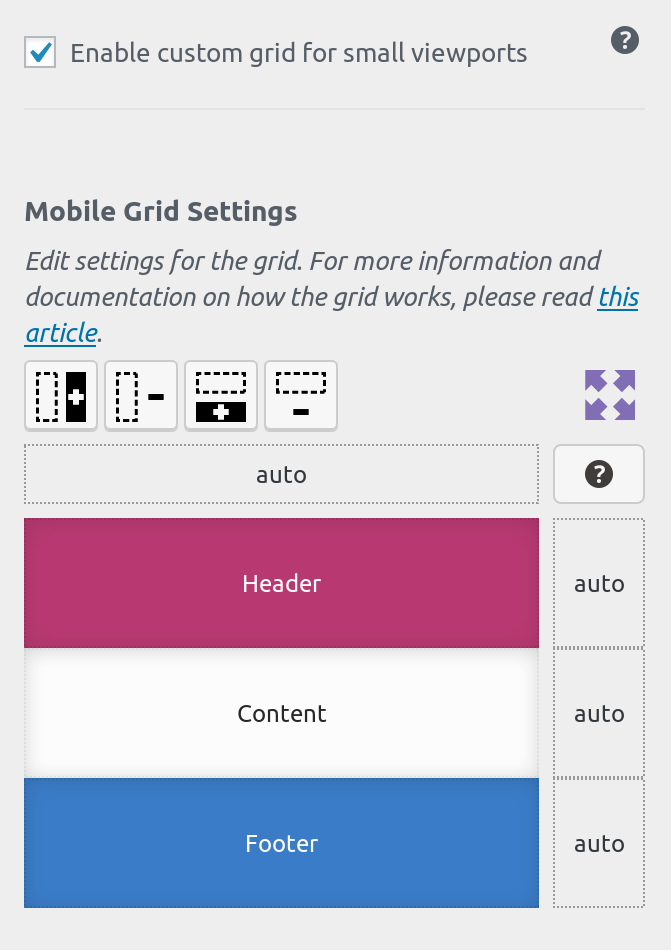 Enable custom grid for small viewports
?
Mobile Grid Settings
Edit settings for the grid. For more information and
documentation on how the grid works, please read this
article.
auto
?
Header
auto
Content
auto
Footer
auto